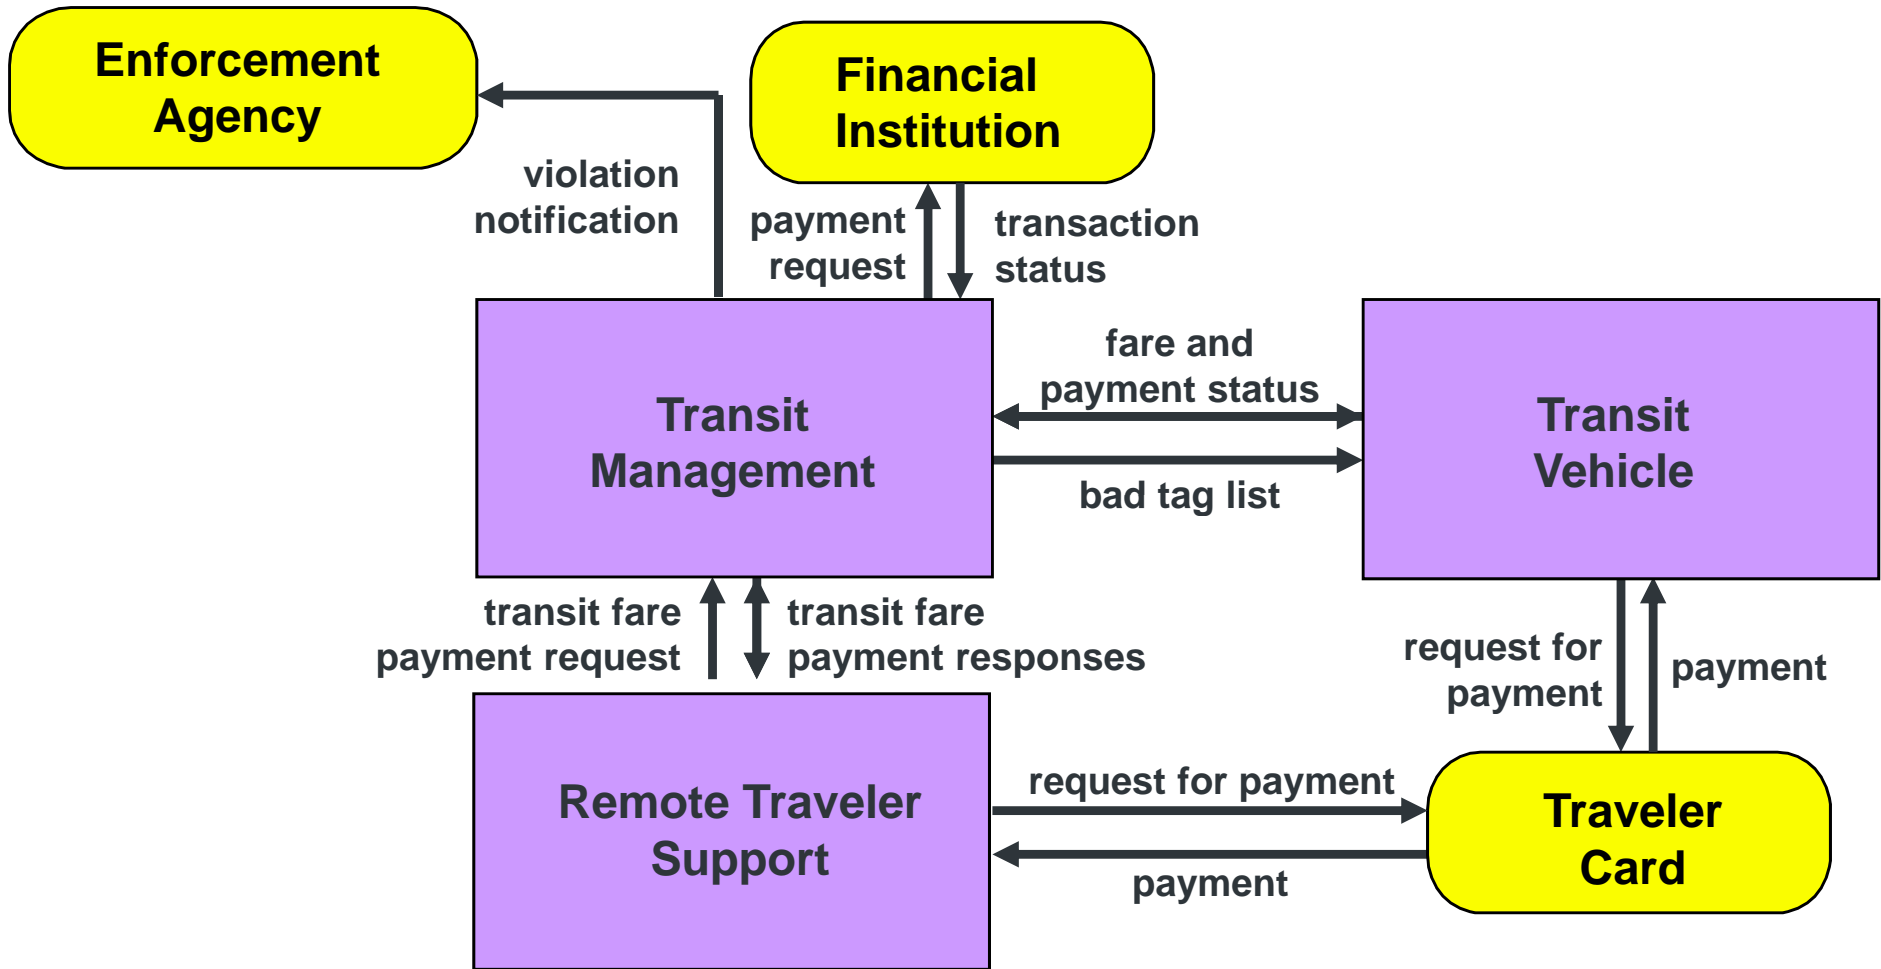 Enforcement
Agency
Financial
Institution
violation
notification
payment
request
transaction
status
Transit
Management
fare and
payment status
bad tag list
Transit
Vehicle
transit fare
payment request
transit fare
payment responses
request for
payment
payment
Remote Traveler
Support
request for payment
payment
Traveler
Card